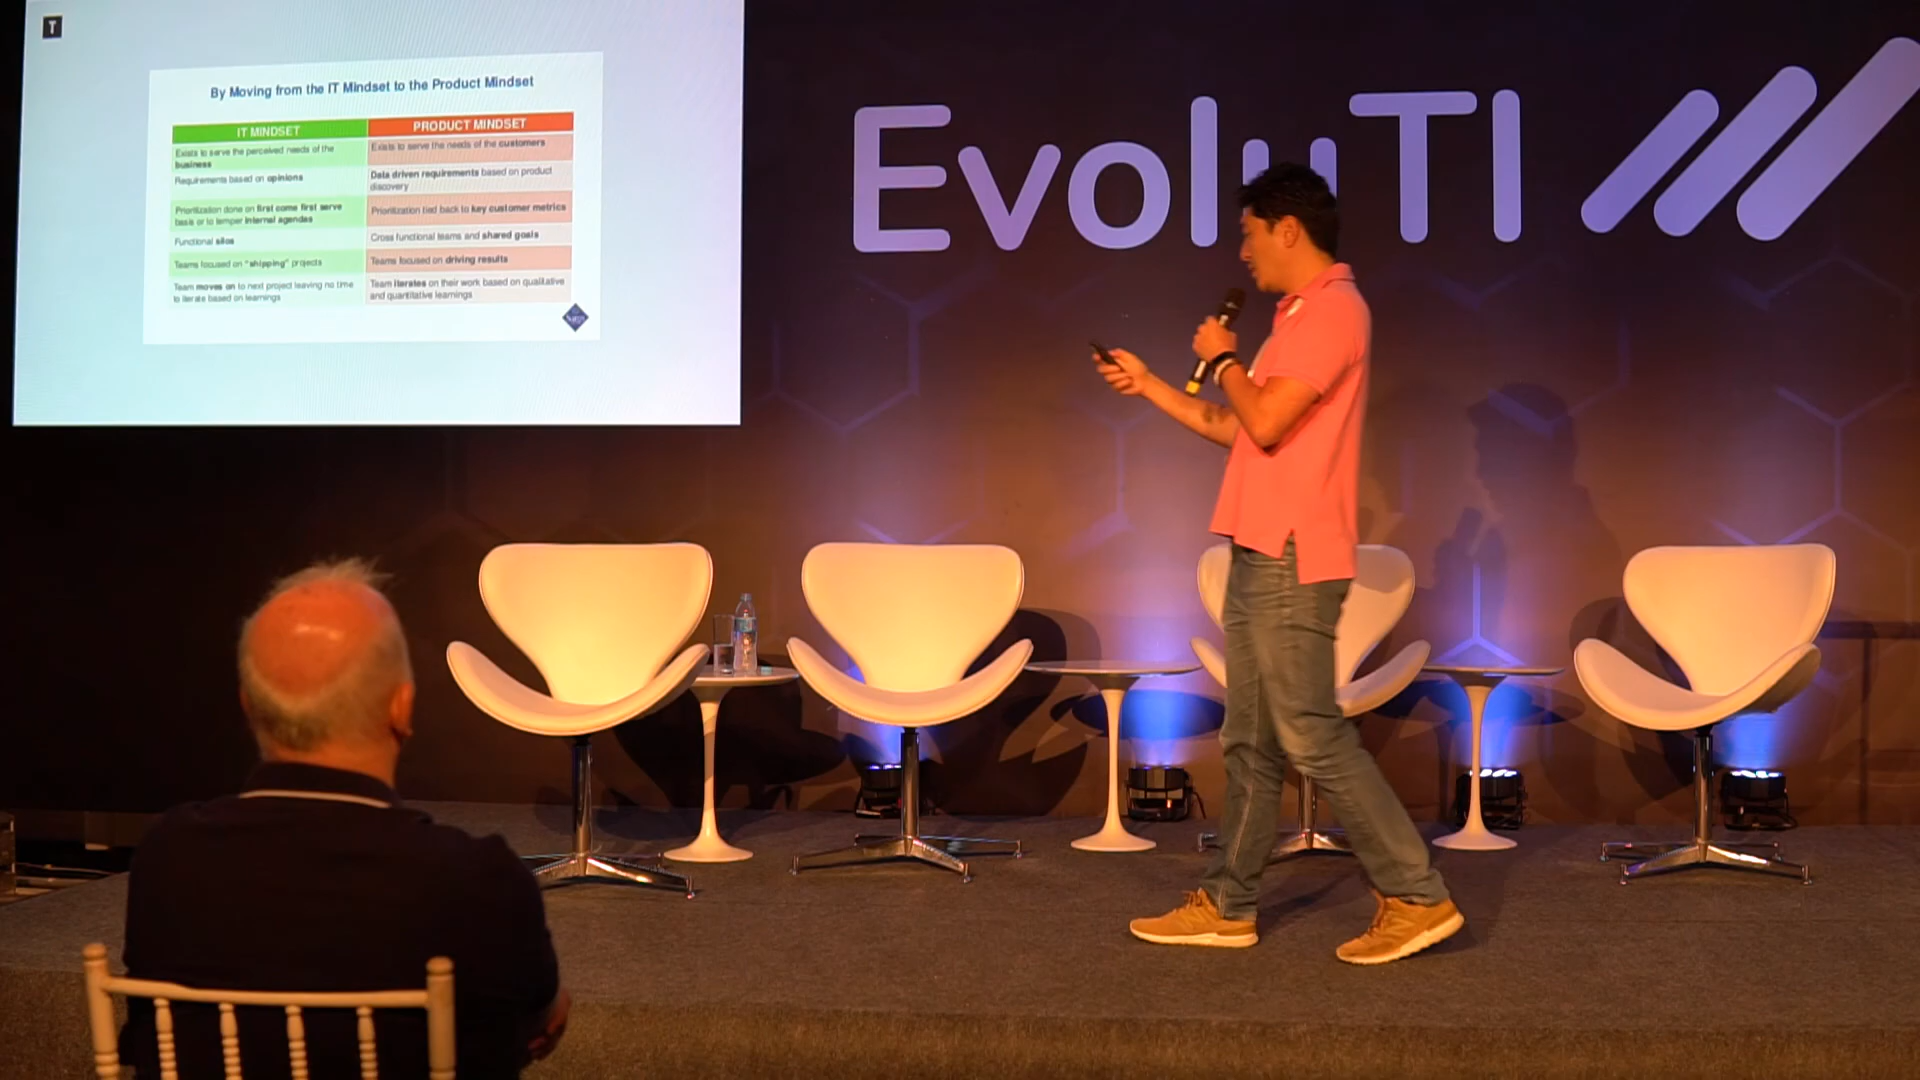 T
By Moving from the IT Mindset to the Product Mindset
IT MINDSET
PRODUCT MINDSET
Exists to serve the perceived needs of the
business
Exists to serve the needs of the customers
Requirements based on opinions
Data driven requirements based on product
discovery
Prioritization done on first come first serve
basis or to temper internal agendas
Prioritization tied back to key customer metrics
Functional silos
Cross functional teams and shared goals
Teams focused on "shipping" projects
Teams focused on driving results
Team moves on to next project leaving no time
to iterate based on learnings
Team iterates on their work based on qualitative
and quantitative learnings
EvoluTI